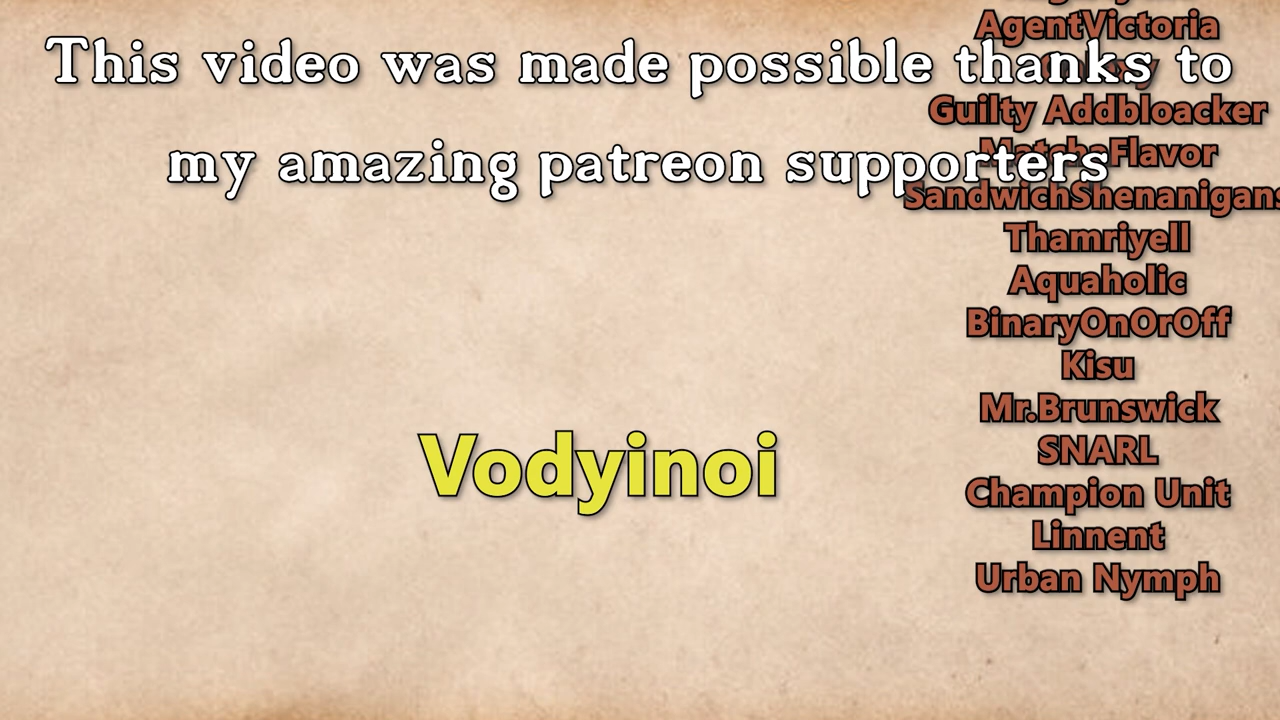 AgentVictoria
This video was made possible thanks to
Guilty Addbloacker
MatchaFlavor
my amazing patreon supporters
SandwichShenanigans
Thamriyell
Aquaholic
BinaryOnOrOff
Kisu
Mr.Brunswick
SNARL
Vodyinoi
Champion Unit
Linnent
Urban Nymph